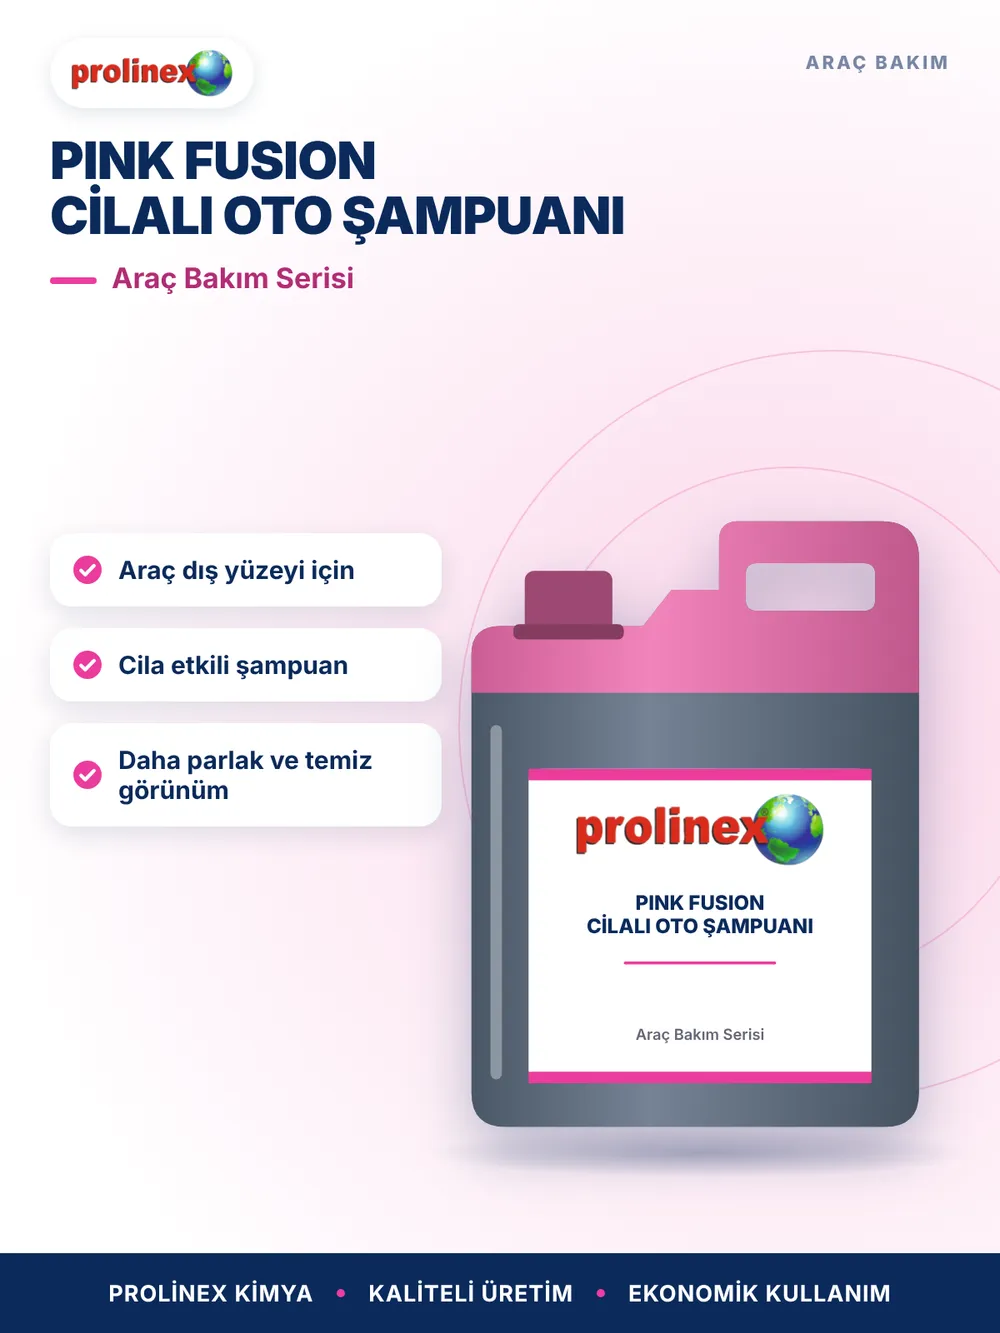 prolinex
ARAÇ BAKIM
PINK FUSION
CİLALI OTO ŞAMPUANI
Araç Bakım Serisi
Araç dış yüzeyi için
Cila etkili şampuan
Daha parlak ve temiz
görünüm
prolinex®
PINK FUSION
CİLALI OTO ŞAMPUANI
Araç Bakım Serisi
PROLİNEX KİMYA • KALİTELİ ÜRETİM • EKONOMİK KULLANIM